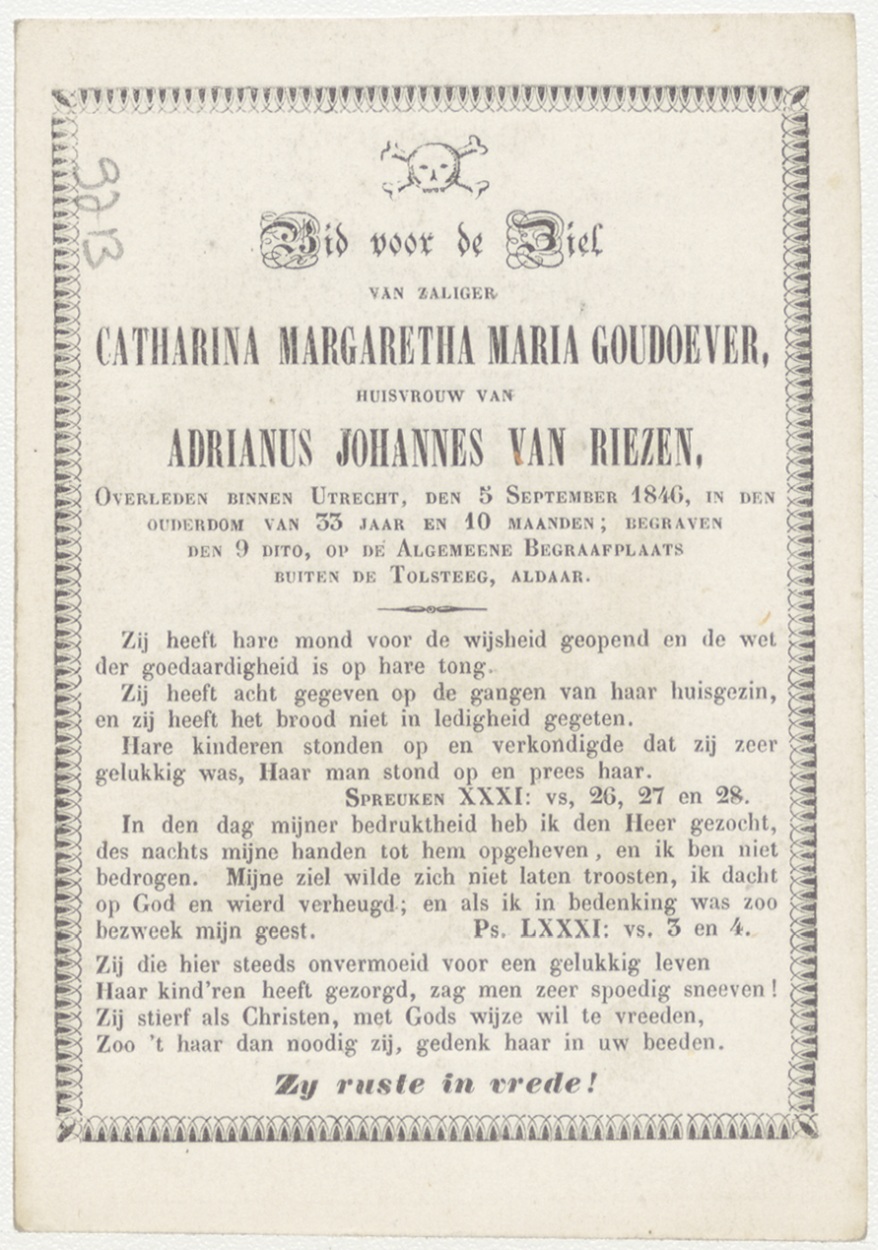 Bid voor de Ziel
VAN ZALIGER
CATHARINA MARGARETHA MARIA GOUDOEVER,
HUISVROUW VAN
ADRIANUS JOHANNES VAN RIEZEN,
OVERLEDEN BINNEN UTRECHT, DEN 5 SEPTEMBER 1846, IN DEN
OUDERDOM VAN 33 JAAR EN 10 MAANDEN; BEGRAVEN
DEN 9 DITO, OP DE ALGEMEENE BEGRAAFPLAATS
BUITEN DE TOLSTEEG, ALDAAR.
Zij heeft hare mond voor de wijsheid geopend en de wet
der goedaardigheid is op hare tong.
Zij heeft acht gegeven op de gangen van haar huisgezin,
en zij heeft het brood niet in ledigheid gegeten.
Hare kinderen stonden op en verkondigde dat zij zeer
gelukkig was, Haar man stond op en prees haar.
SPREUKEN XXXI: vs, 26, 27 en 28.
In den dag mijner bedruktheid heb ik den Heer gezocht,
des nachts mijne handen tot hem opgeheven, en ik ben niet
bedrogen. Mijne ziel wilde zich niet laten troosten, ik dacht
op God en wierd verheugd; en als ik in bedenking was zoo
bezweek mijn geest. Ps. LXXXI: vs. 3 en 4.
Zij die hier steeds onvermoeid voor een gelukkig leven
Haar kind'ren heeft gezorgd, zag men zeer spoedig sneeven!
Zij stierf als Christen, met Gods wijze wil te vreeden,
Zoo 't haar dan noodig zij, gedenk haar in uw beeden.
Zy ruste in vrede!